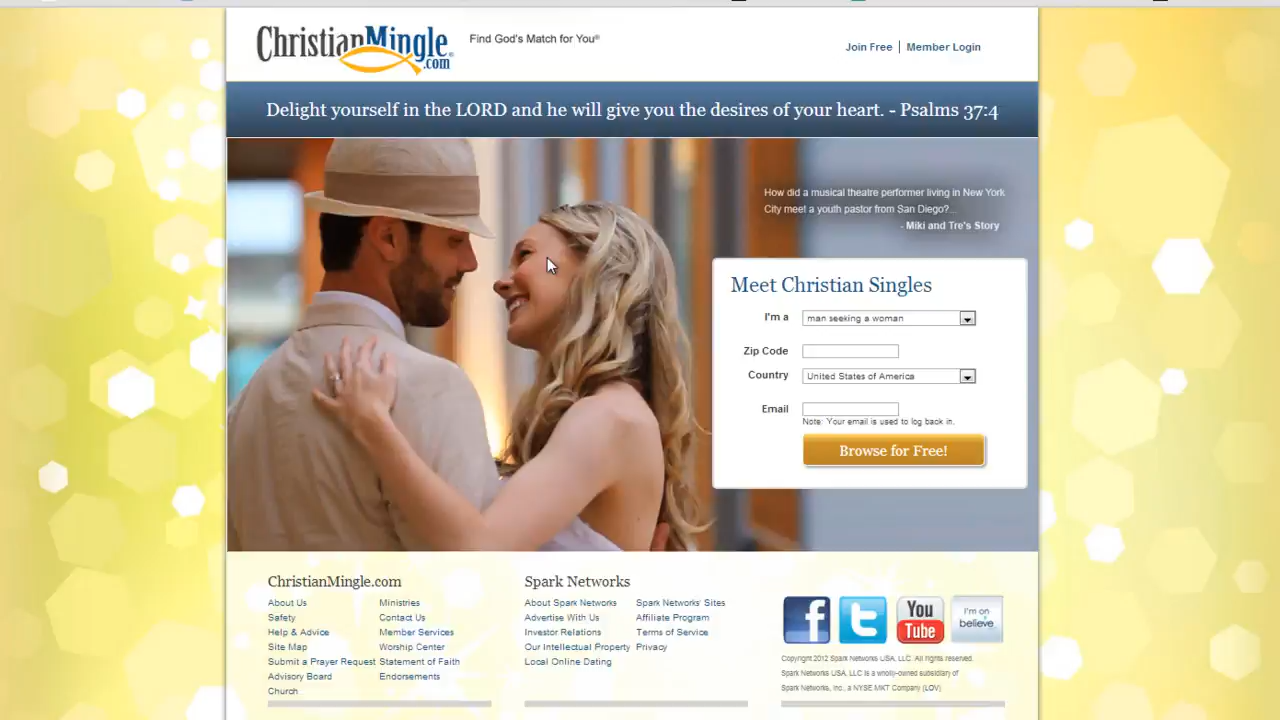 ChristianMingle.com
Find God's Match for You®
Join Free | Member Login
Delight yourself in the LORD and he will give you the desires of your heart. - Psalms 37:4
How did a musical theatre performer living in New York
City meet a youth pastor from San Diego?...
- Miki and Tre's Story
Meet Christian Singles
I'm a man seeking a woman
Zip Code
Country United States of America
Email
Note: Your email is used to log back in.
Browse for Free!
ChristianMingle.com
About Us
Safety
Help & Advice
Site Map
Submit a Prayer Request
Advisory Board
Church
Ministries
Contact Us
Member Services
Worship Center
Statement of Faith
Endorsements
Spark Networks
About Spark Networks
Advertise With Us
Investor Relations
Our Intellectual Property
Local Online Dating
Spark Networks' Sites
Affiliate Program
Terms of Service
Privacy
f
t
You
Tube
I'm on
believe
Copyright 2012 Spark Networks USA, LLC. All rights reserved.
Spark Networks USA, LLC is a wholly-owned subsidiary of
Spark Networks, Inc., a NYSE MKT Company (LOV)